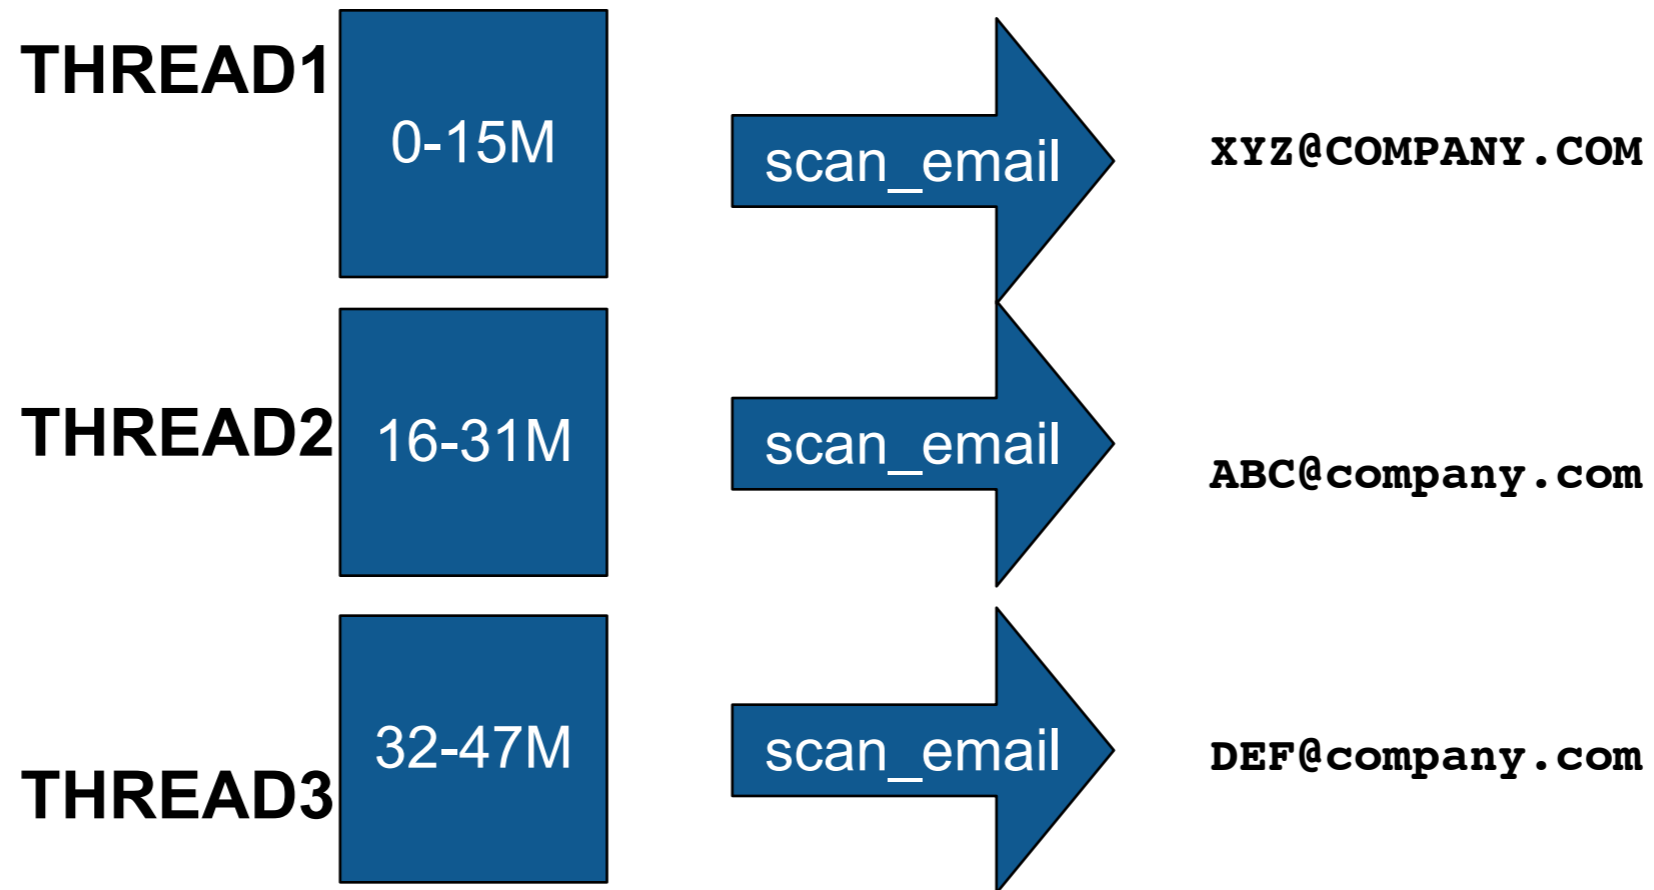 THREAD1
0-15M
scan_email
XYZ@COMPANY.COM
THREAD2
16-31M
scan_email
ABC@company.com
THREAD3
32-47M
scan_email
DEF@company.com